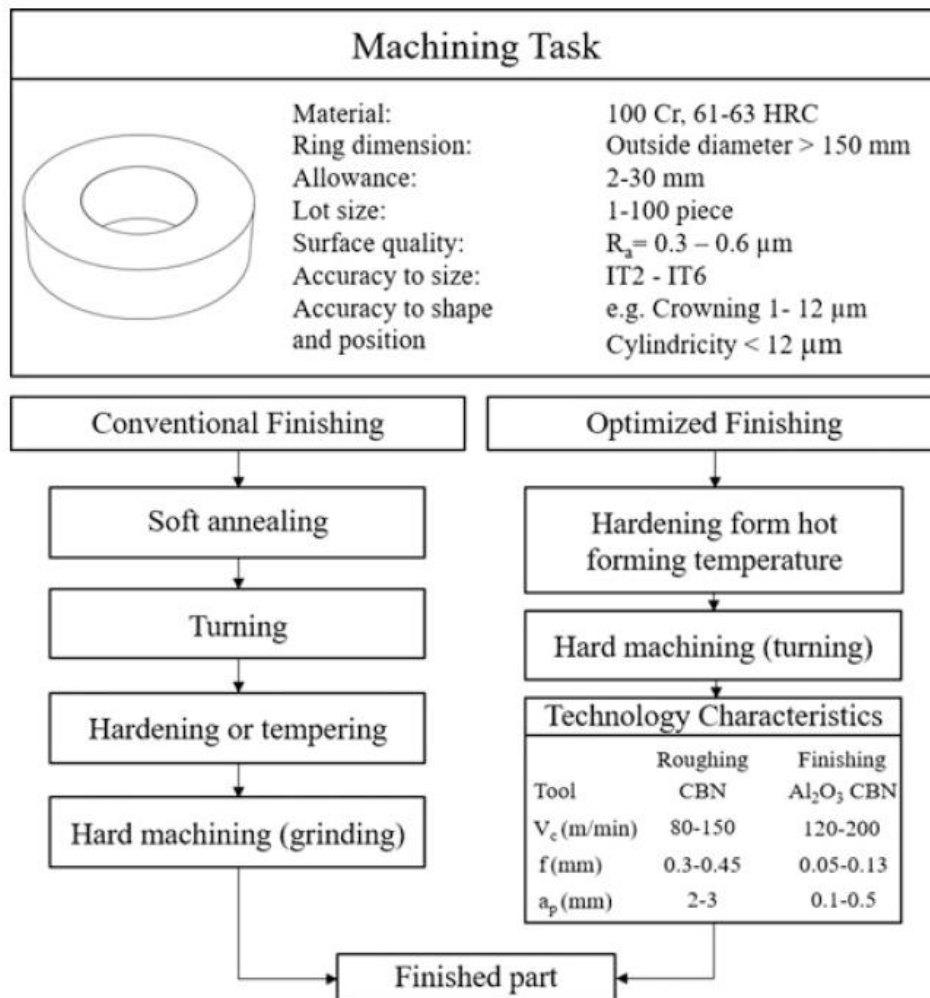 Machining Task
Material: 100 Cr, 61-63 HRC
Ring dimension: Outside diameter > 150 mm
Allowance: 2-30 mm
Lot size: 1-100 piece
Surface quality: Rₐ= 0.3 – 0.6 µm
Accuracy to size: IT2 - IT6
Accuracy to shape e.g. Crowning 1- 12 µm
and position Cylindricity < 12 µm
Conventional Finishing
Soft annealing
Turning
Hardening or tempering
Hard machining (grinding)
Optimized Finishing
Hardening form hot
forming temperature
Hard machining (turning)
Technology Characteristics
Roughing Finishing
Tool CBN Al₂O₃ CBN
V꜀ (m/min) 80-150 120-200
f (mm) 0.3-0.45 0.05-0.13
aₚ (mm) 2-3 0.1-0.5
Finished part